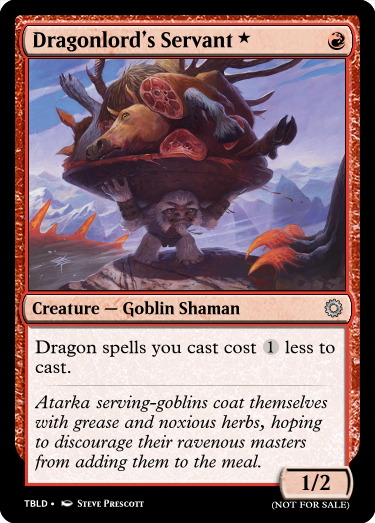 Dragonlord's Servant ★
Creature — Goblin Shaman
Dragon spells you cast cost 1 less to
cast.
Atarka serving-goblins coat themselves
with grease and noxious herbs, hoping
to discourage their ravenous masters
from adding them to the meal.
1/2
TBLD • Steve Prescott
(NOT FOR SALE)